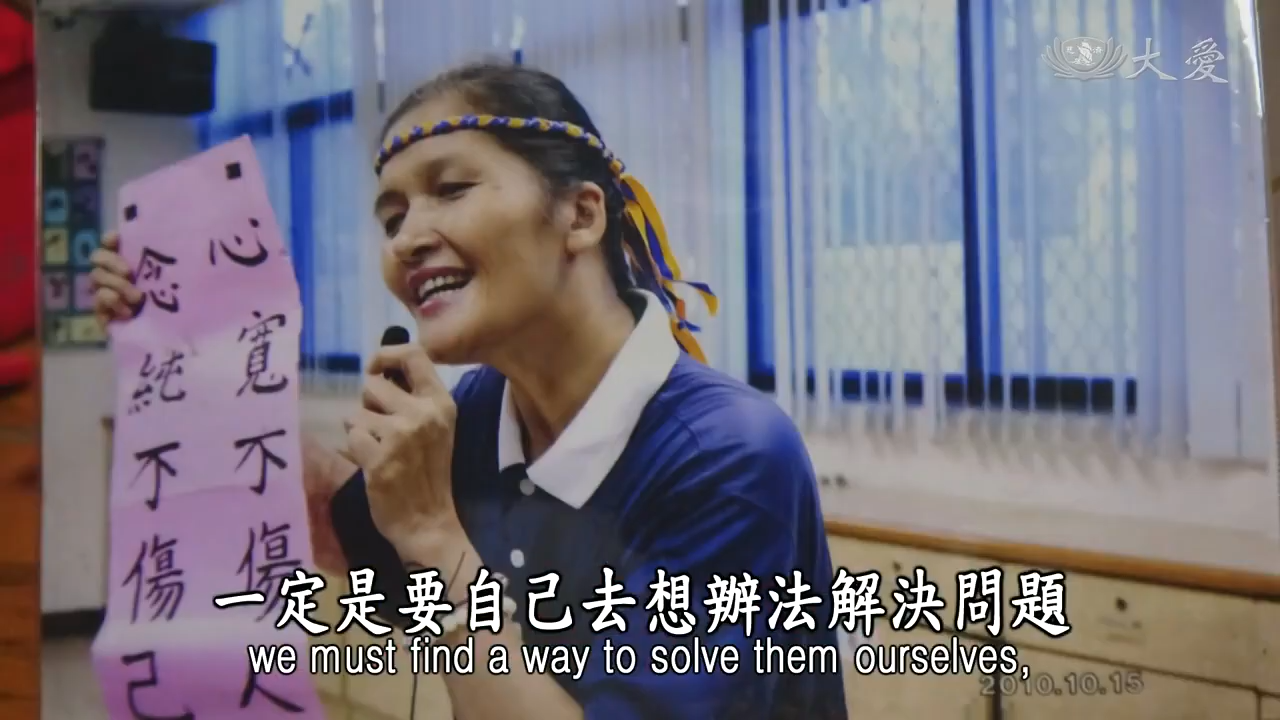 大愛
心寬不傷人
念純不傷己
一定是要自己去想辦法解決問題
we must find a way to solve them ourselves,
2010.10.15